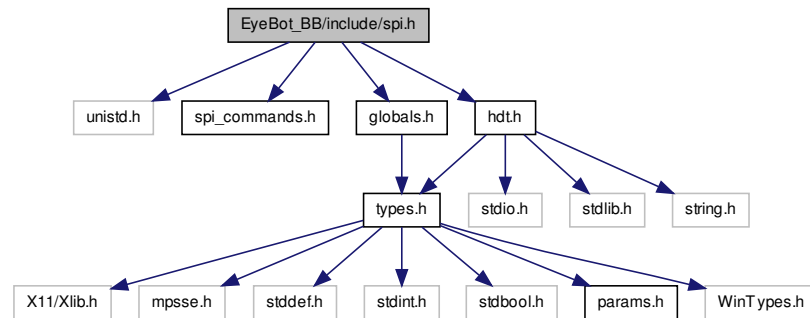 EyeBot_BB/include/spi.h
unistd.h
spi_commands.h
globals.h
hdt.h
types.h
stdio.h
stdlib.h
string.h
X11/Xlib.h
mpsse.h
stddef.h
stdint.h
stdbool.h
params.h
WinTypes.h